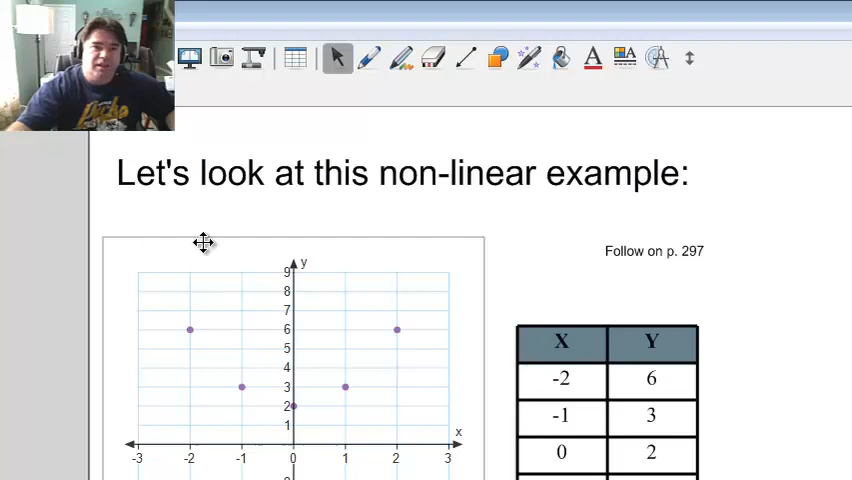 Let's look at this non-linear example:
Follow on p. 297
y
9
8
7
6
5
4
3
2
1
x
-3 -2 -1 0 1 2 3
X Y
-2 6
-1 3
0 2